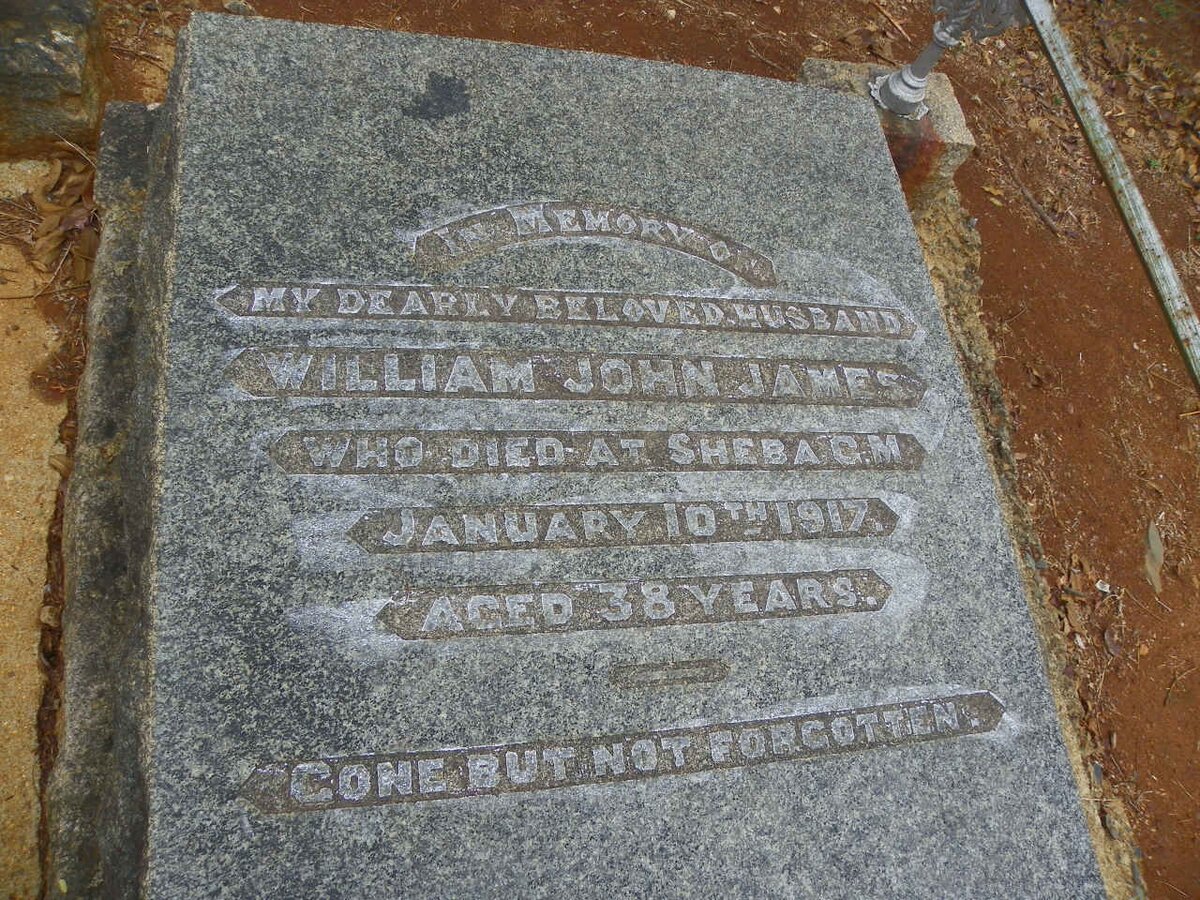 IN MEMORY OF
MY DEARLY BELOVED HUSBAND
WILLIAM JOHN JAMES
WHO DIED AT SHEBA G.M
JANUARY 10TH 1917.
AGED 38 YEARS.
GONE BUT NOT FORGOTTEN.